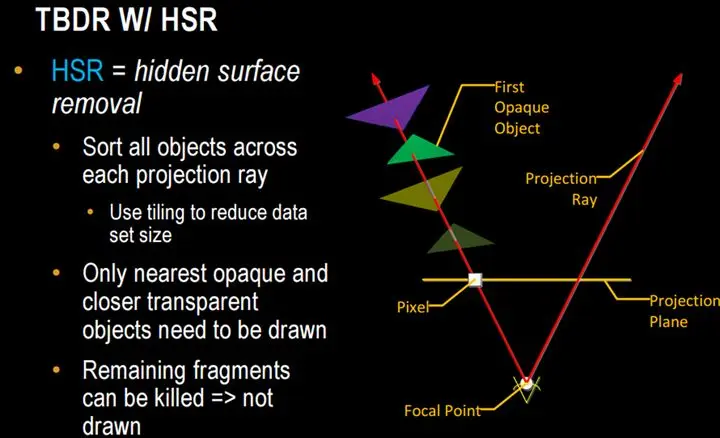 TBDR W/ HSR
• HSR = hidden surface
removal
• Sort all objects across
each projection ray
• Use tiling to reduce data
set size
• Only nearest opaque and
closer transparent
objects need to be drawn
• Remaining fragments
can be killed => not
drawn
First
Opaque
Object
Projection
Ray
Pixel
Projection
Plane
Focal Point